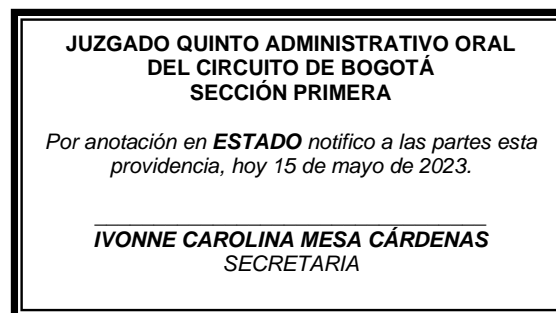 JUZGADO QUINTO ADMINISTRATIVO ORAL
DEL CIRCUITO DE BOGOTÁ
SECCIÓN PRIMERA
Por anotación en ESTADO notifico a las partes esta
providencia, hoy 15 de mayo de 2023.
IVONNE CAROLINA MESA CÁRDENAS
SECRETARIA